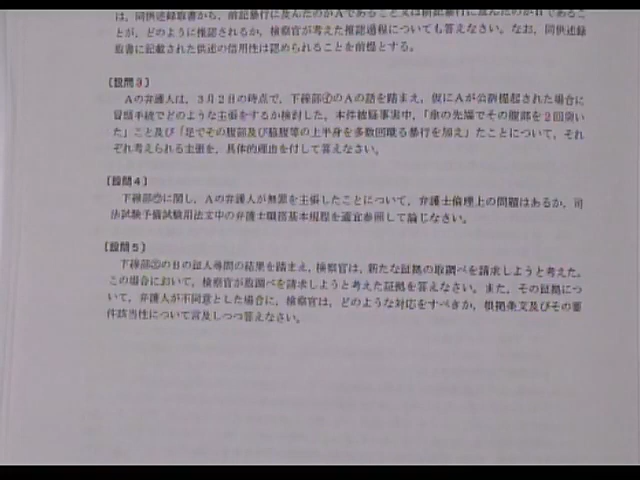 は，同供述録取書から，前記暴行に及んだのがAであること又は前記暴行に及んだのがBであるこ
とが，どのように推認されるか，検察官が考えた推認過程についても答えなさい。なお，同供述録
取書に記載された供述の信用性は認められることを前提とする。
〔設問３〕
Aの弁護人は，３月２日の時点で，下線部のAの話を踏まえ，仮にAが公訴提起された場合に
冒頭手続でどのような主張をするか検討した。本件被疑事実中，「傘の先端でその腹部を２回突い
た」こと及び「足でその腹部及び脇腹等の上半身を多数回蹴る暴行を加え」たことについて，それ
ぞれ考えられる主張を，具体的理由を付して答えなさい。
〔設問４〕
下線部に関し，Aの弁護人が無罪を主張したことについて，弁護士倫理上の問題はあるか，司
法試験予備試験用法文中の弁護士職務基本規程を適宜参照して論じなさい。
〔設問５〕
下線部のBの証人尋問の結果を踏まえ，検察官は，新たな証拠の取調べを請求しようと考えた。
この場合において，検察官が取調べを請求しようと考えた証拠を答えなさい。また，その証拠につ
いて，弁護人が不同意とした場合に，検察官は，どのような対応をすべきか，根拠条文及びその要
件該当性について言及しつつ答えなさい。